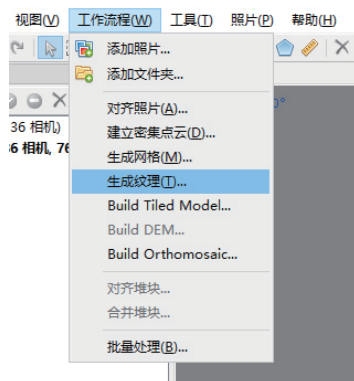 视图(V) 工作流程(W) 工具(T) 照片(P) 帮助(H)
添加照片...
添加文件夹...
对齐照片(A)...
36 相机)
建立密集点云(D)...
36 相机, 76
生成网格(M)...
生成纹理(T)...
Build Tiled Model...
Build DEM...
Build Orthomosaic...
对齐堆块...
合并堆块...
批量处理(B)...